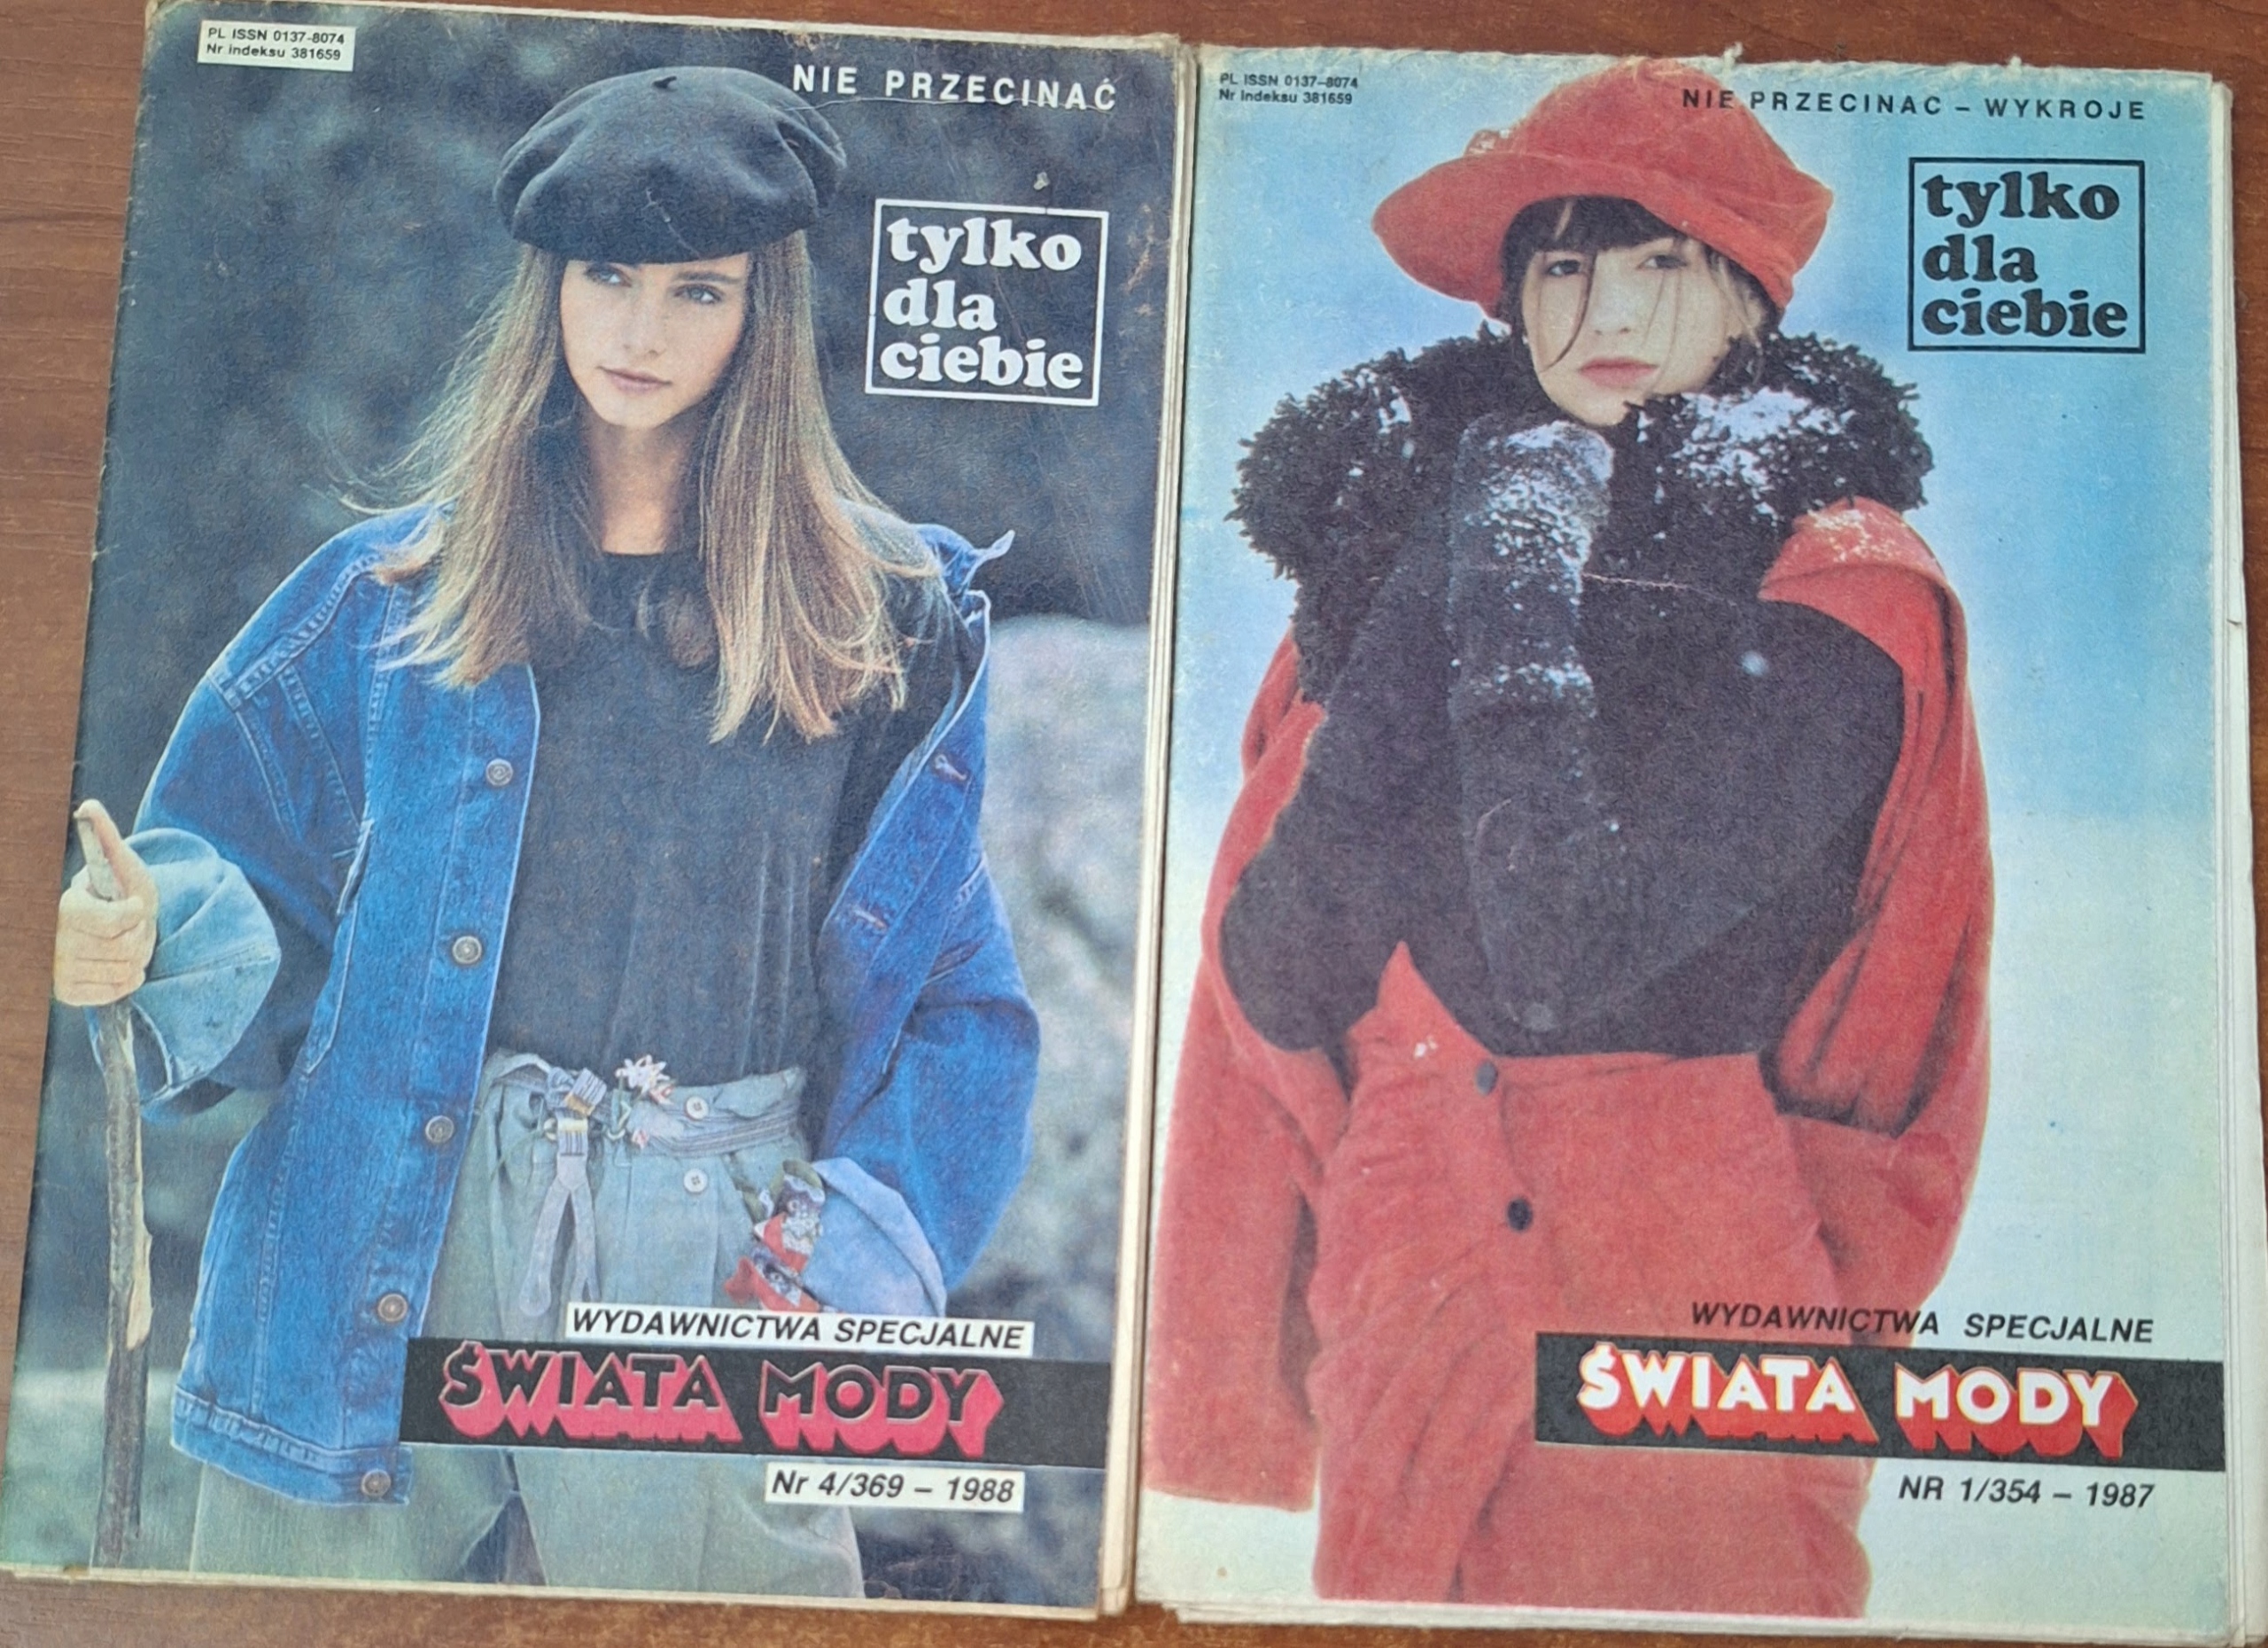 PL ISSN 0137-8074
Nr indeksu 381659
NIE PRZECINAĆ
tylko
dla
ciebie
WYDAWNICTWA SPECJALNE
ŚWIATA MODY
Nr 4/369 – 1988
PL ISSN 0137-8074
Nr indeksu 381659
NIE PRZECINAC – WYKROJE
tylko
dla
ciebie
WYDAWNICTWA SPECJALNE
ŚWIATA MODY
NR 1/354 – 1987